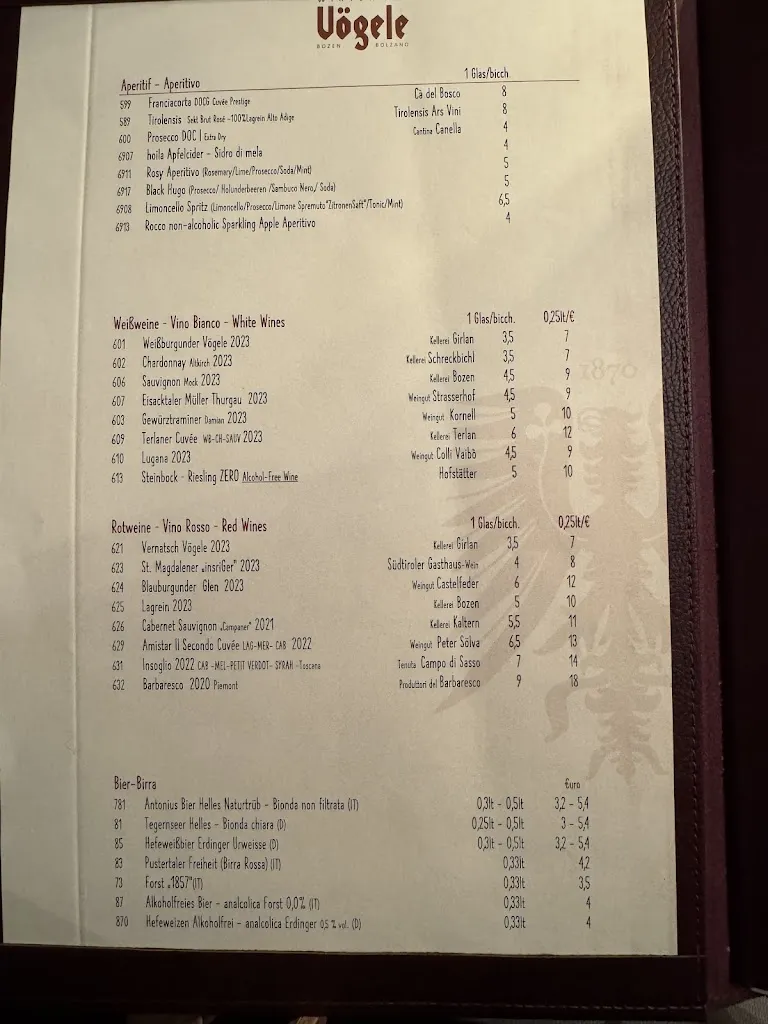 Vögele
BOZEN BOLZANO
Aperitif - Aperitivo 1 Glas/bicch.
599 Franciacorta DOCG Cuvée Prestige Cà del Bosco 8
589 Tirolensis Sekt Brut Rosé ~100%Lagrein Alto Adige Tirolensis Ars Vini 8
600 Prosecco DOC | Extra Dry Cantina Canella 4
6907 hoila Apfelcider - Sidro di mela 4
6911 Rosy Aperitivo (Rosemary/Lime/Prosecco/Soda/Mint) 5
6917 Black Hugo (Prosecco/ Holunderbeeren /Sambuco Nero/ Soda) 5
6908 Limoncello Spritz (Limoncello/Prosecco/Limone Spremuto"ZitronenSaft"/Tonic/Mint) 6,5
6913 Rocco non-alcoholic Sparkling Apple Aperitivo 4
Weißweine - Vino Bianco - White Wines 1 Glas/bicch. 0,25lt/€
601 Weißburgunder Vögele 2023 Kellerei Girlan 3,5 7
602 Chardonnay Altkirch 2023 Kellerei Schreckbichl 3,5 7
606 Sauvignon Mock 2023 Kellerei Bozen 4,5 9
607 Eisacktaler Müller Thurgau 2023 Weingut Strasserhof 4,5 9
603 Gewürztraminer Damian 2023 Weingut Kornell 5 10
609 Terlaner Cuvée WB-CH-SAUV 2023 Kellerei Terlan 6 12
610 Lugana 2023 Weingut Colli Vaibò 4,5 9
613 Steinbock - Riesling ZERO Alcohol-Free Wine Hofstätter 5 10
1870
Rotweine - Vino Rosso - Red Wines 1 Glas/bicch. 0,25lt/€
621 Vernatsch Vögele 2023 Kellerei Girlan 3,5 7
623 St. Magdalener „insriGer" 2023 Südtiroler Gasthaus-Wein 4 8
624 Blauburgunder Glen 2023 Weingut Castelfeder 6 12
625 Lagrein 2023 Kellerei Bozen 5 10
626 Cabernet Sauvignon „Campaner" 2021 Kellerei Kaltern 5,5 11
629 Amistar II Secondo Cuvée LAG-MER- CAB 2022 Weingut Peter Sölva 6,5 13
631 Insoglio 2022 CAB -MEL-PETIT VERDOT- SYRAH -Toscana Tenuta Campo di Sasso 7 14
632 Barbaresco 2020 Piemont Produttori del Barbaresco 9 18
Bier-Birra Euro
781 Antonius Bier Helles Naturtrüb - Bionda non filtrata (IT) 0,3lt - 0,5lt 3,2 - 5,4
81 Tegernseer Helles - Bionda chiara (D) 0,25lt - 0,5lt 3 - 5,4
85 Hefeweißbier Erdinger Urweisse (D) 0,3lt - 0,5lt 3,2 - 5,4
83 Pustertaler Freiheit (Birra Rossa) (IT) 0,33lt 4,2
73 Forst „1857"(IT) 0,33lt 3,5
87 Alkoholfreies Bier - analcolica Forst 0,0% (IT) 0,33lt 4
870 Hefeweizen Alkoholfrei - analcolica Erdinger 0,5 % vol. (D) 0,33lt 4